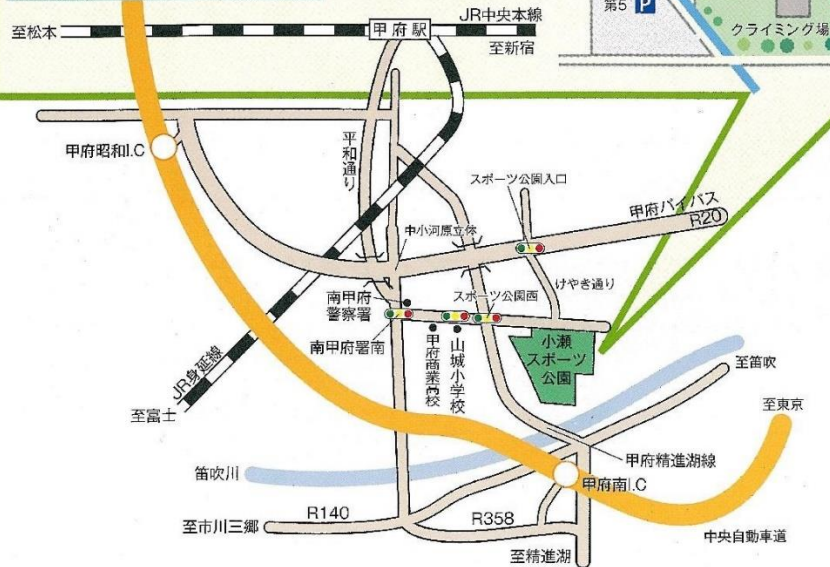 第5 P
クライミング場
JR中央本線
至松本
甲府駅
至新宿
甲府昭和I.C
平和通り
スポーツ公園入口
甲府バイパス
R20
中小河原立体
けやき通り
南甲府
警察署
スポーツ公園西
南甲府署南
甲府商業高校
山城小学校
小瀬
スポーツ
公園
JR身延線
至富士
至笛吹
至東京
笛吹川
甲府精進湖線
甲府南I.C
R140
R358
至市川三郷
中央自動車道
至精進湖